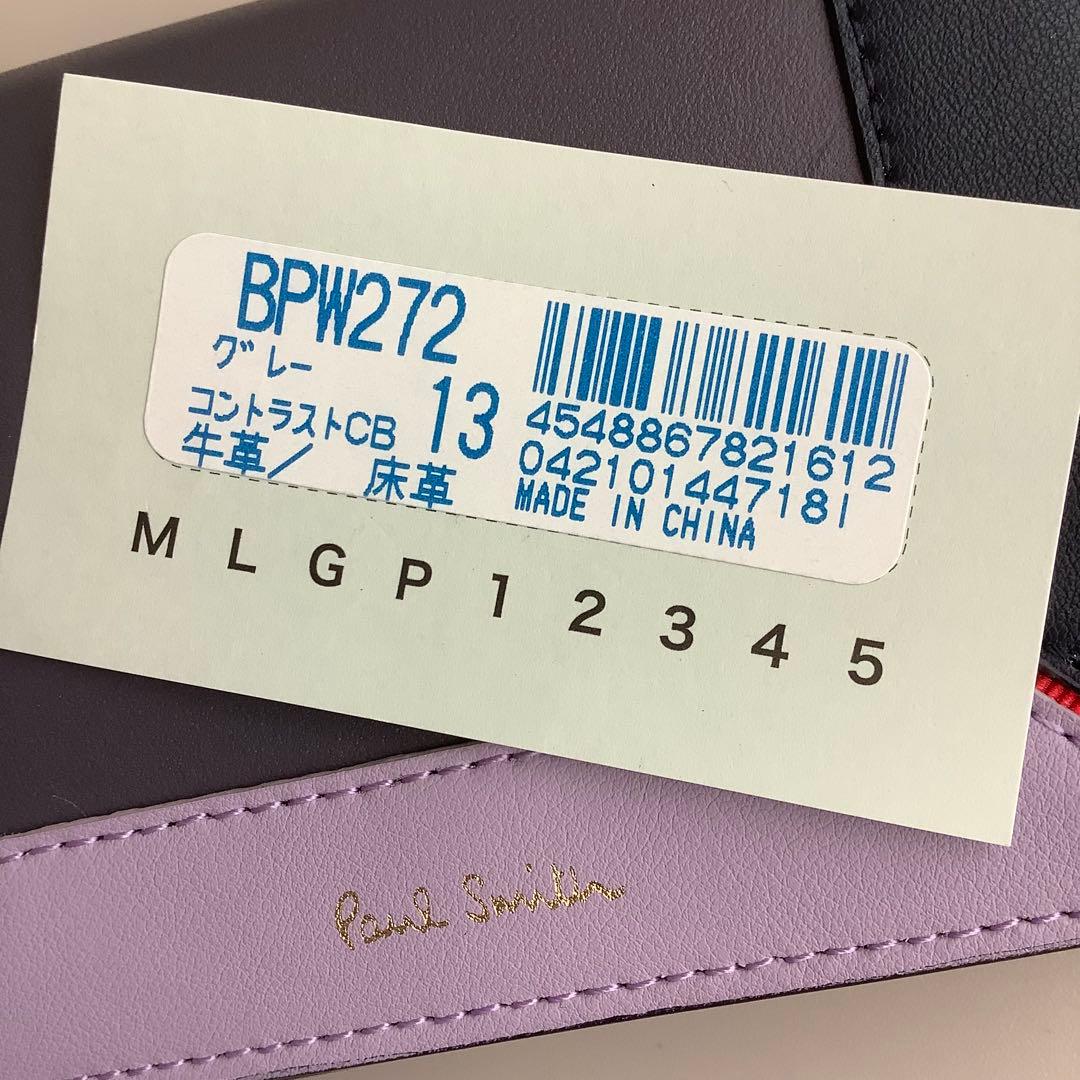 BPW272
グレー
コントラストCB 13
牛革/ 床革
4548867821612
042101447181
MADE IN CHINA
M L G P 1 2 3 4 5
Paul Smith